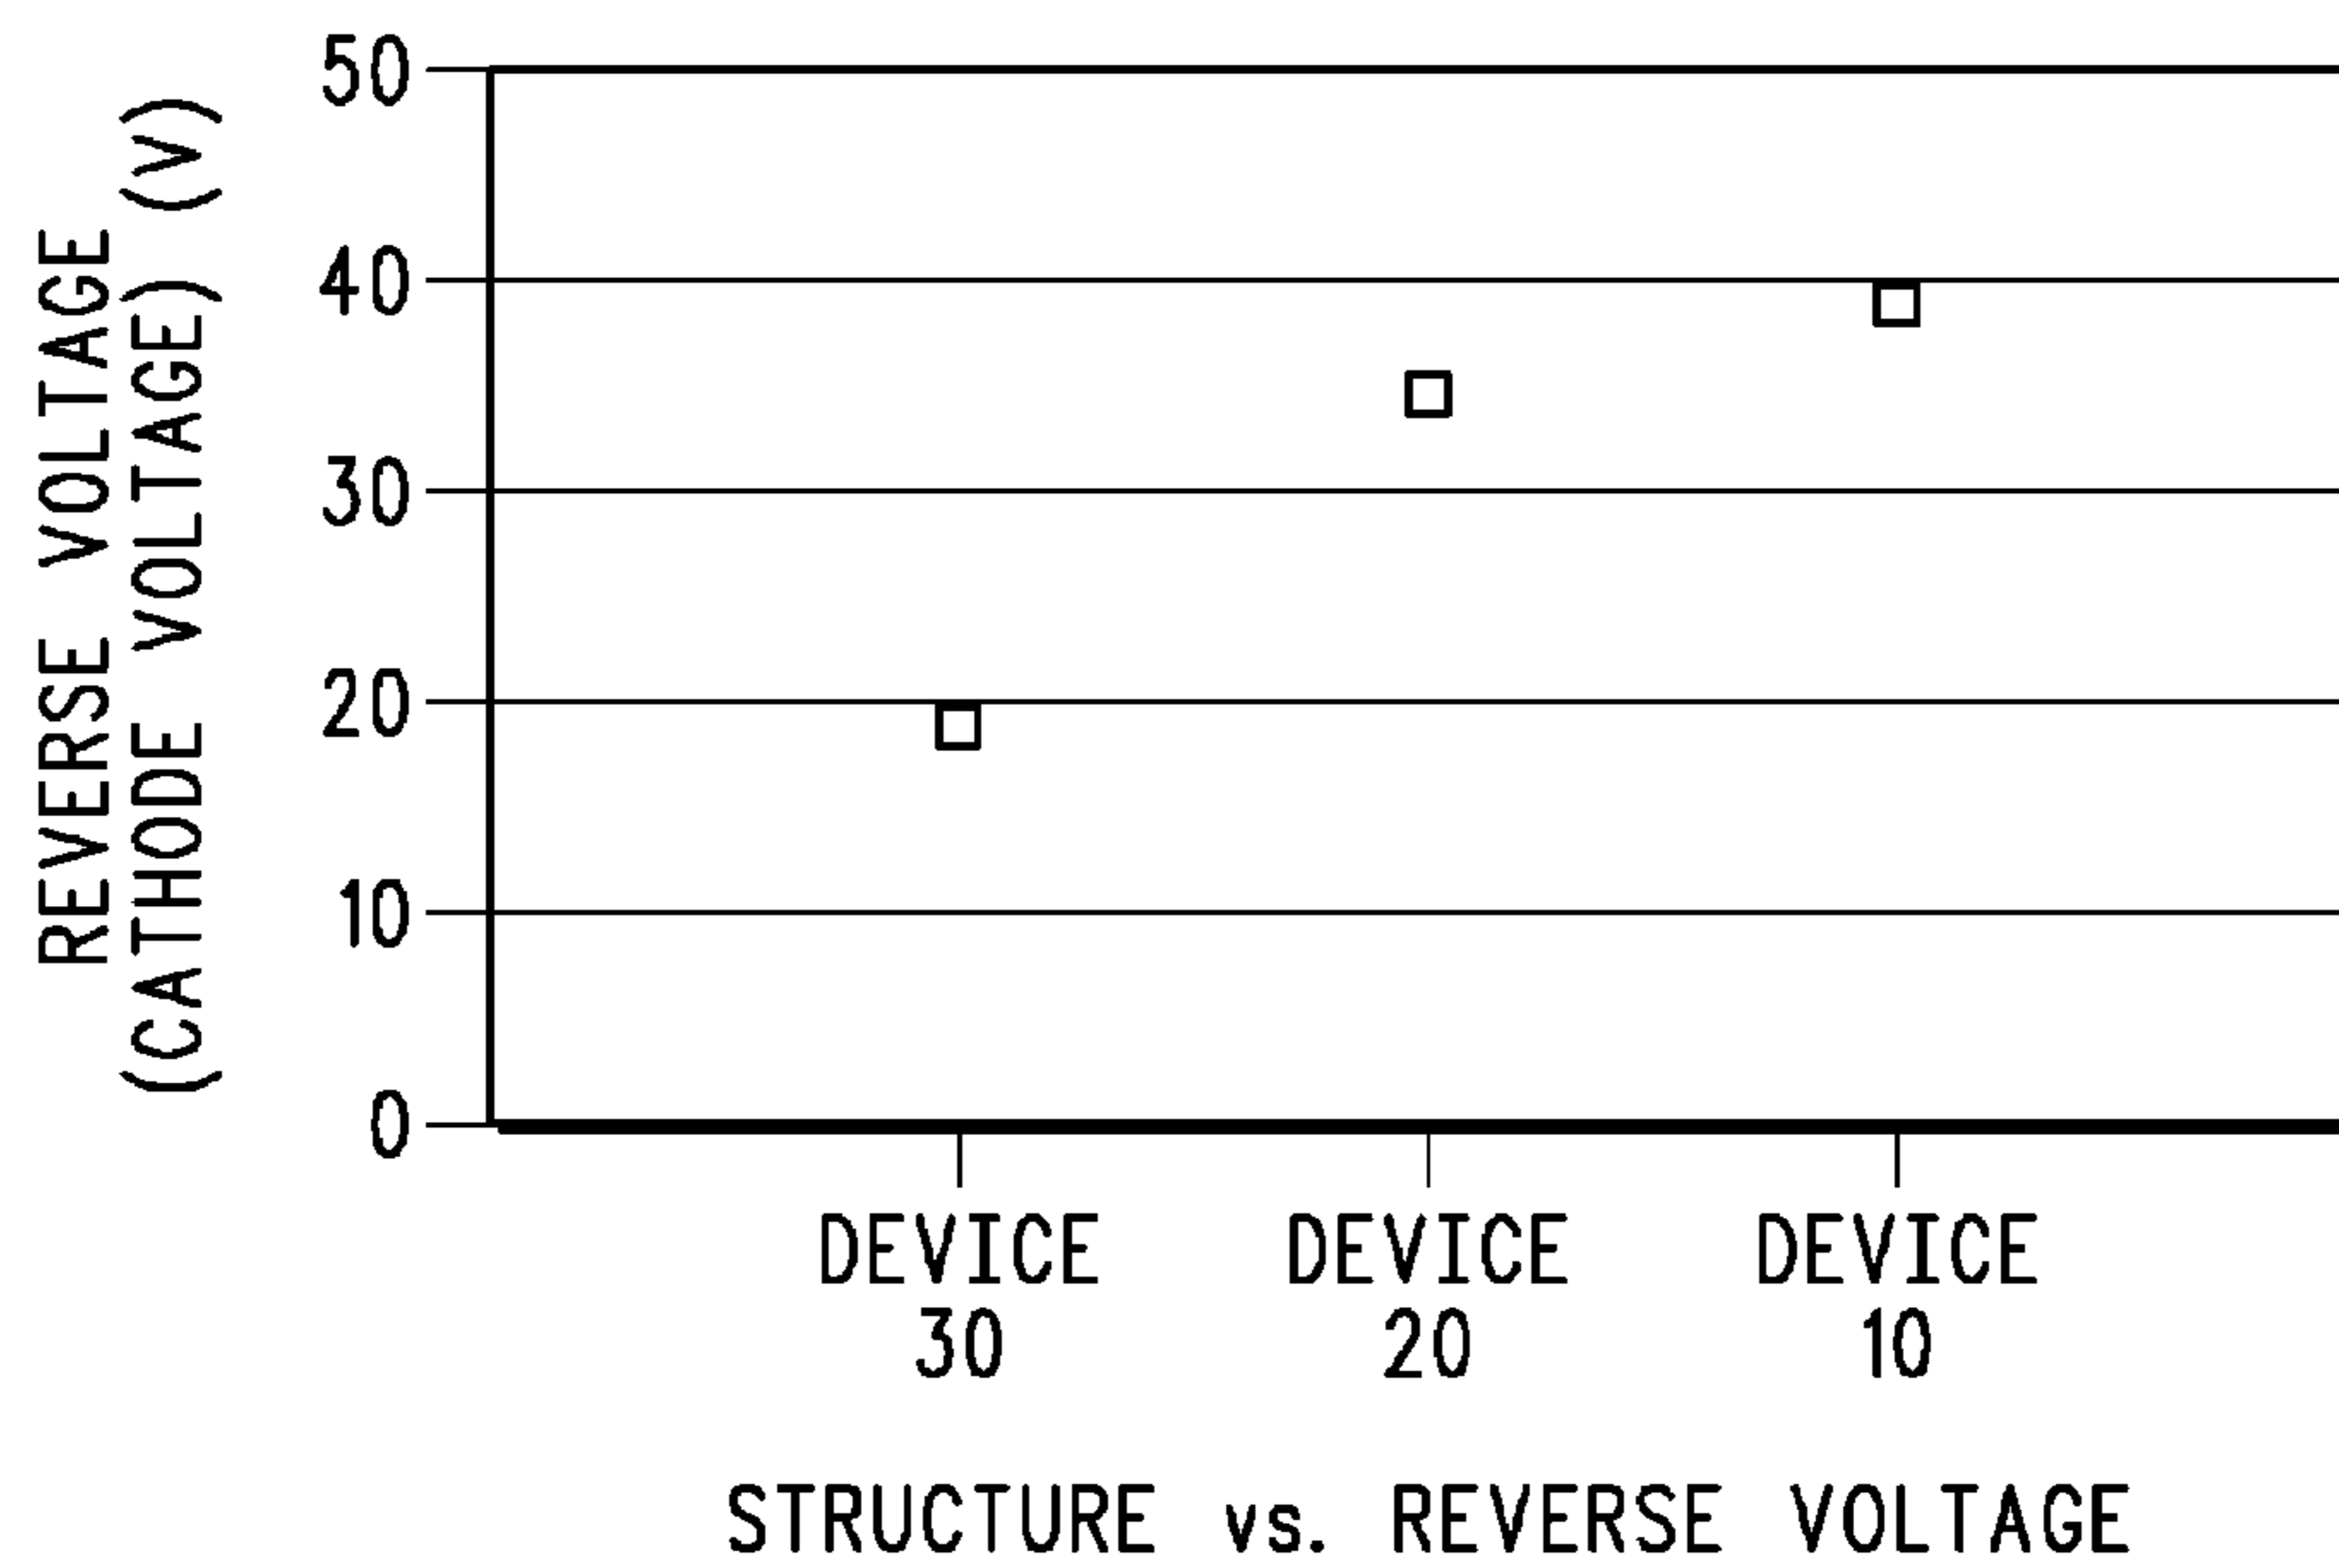 REVERSE VOLTAGE
(CATHODE VOLTAGE) (V)
50
40
30
20
10
0
DEVICE
30
DEVICE
20
DEVICE
10
STRUCTURE vs. REVERSE VOLTAGE